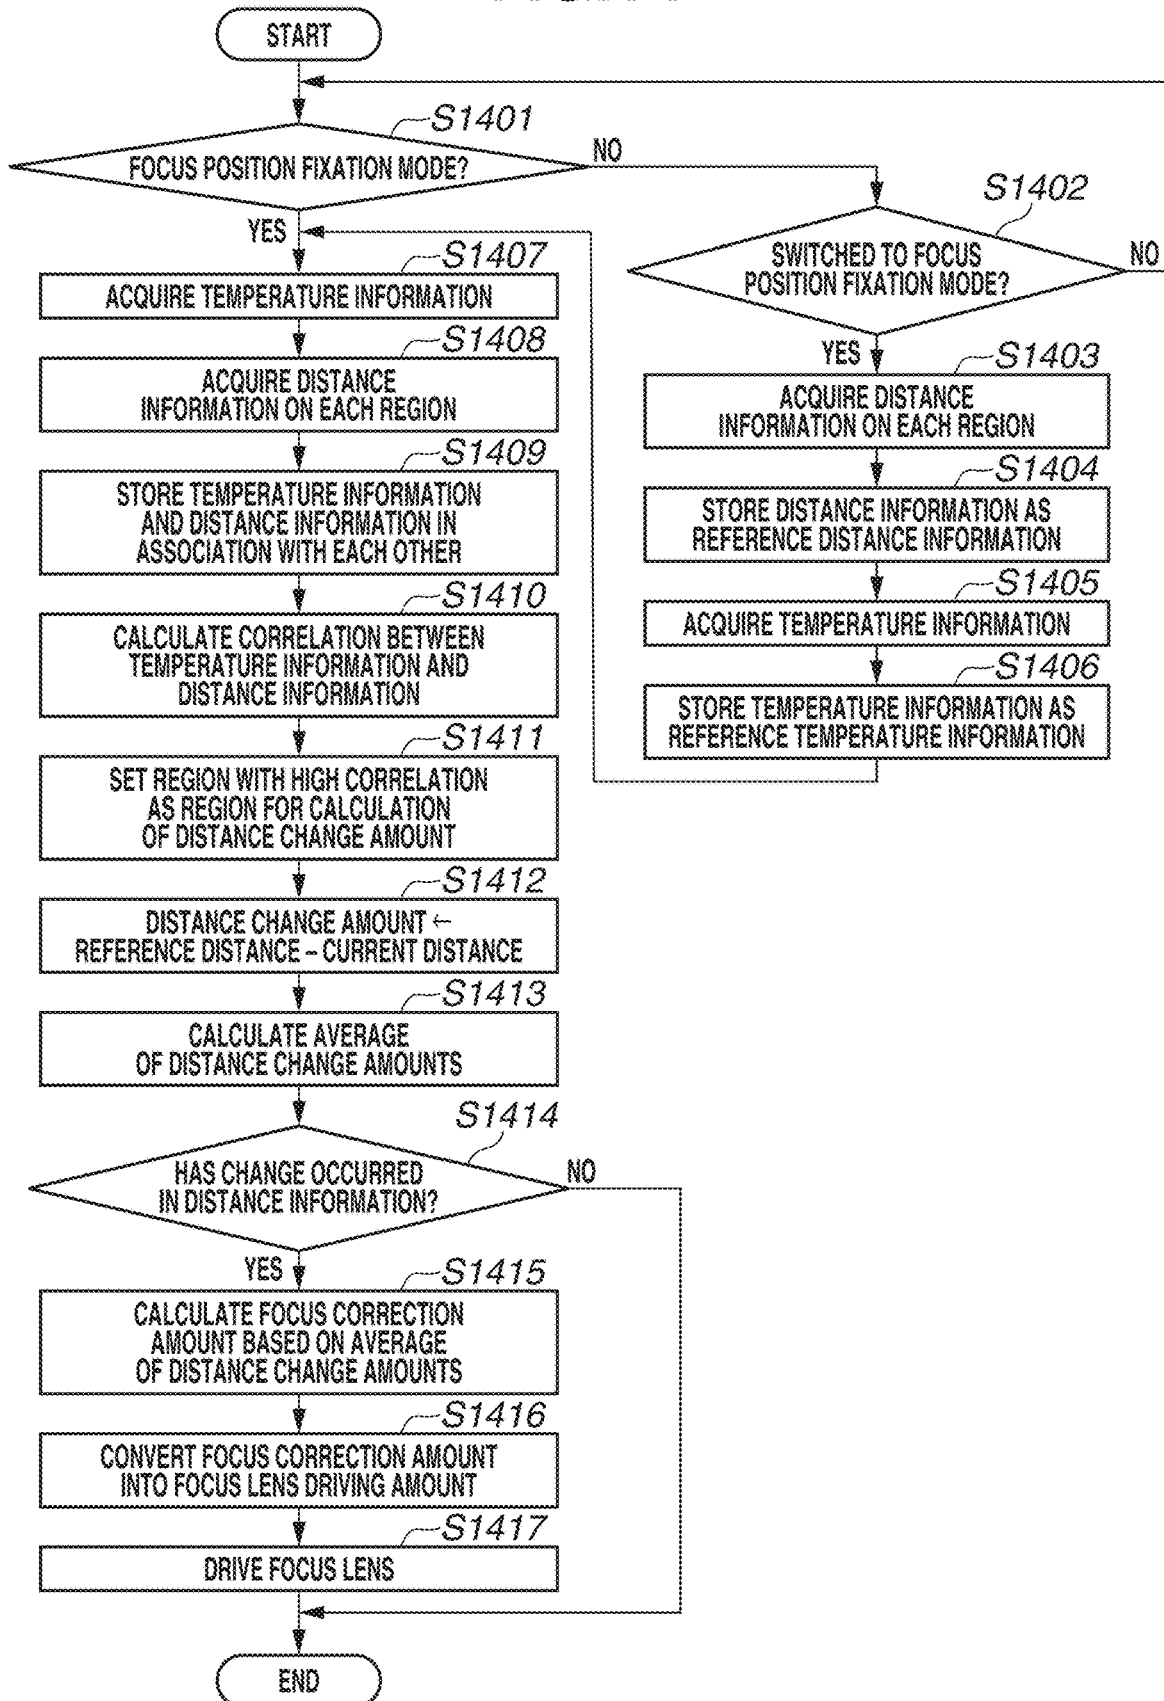 START
S1401
FOCUS POSITION FIXATION MODE?
NO
YES
S1402
SWITCHED TO FOCUS
POSITION FIXATION MODE?
NO
YES
S1403
ACQUIRE DISTANCE
INFORMATION ON EACH REGION
S1404
STORE DISTANCE INFORMATION AS
REFERENCE DISTANCE INFORMATION
S1405
ACQUIRE TEMPERATURE INFORMATION
S1406
STORE TEMPERATURE INFORMATION AS
REFERENCE TEMPERATURE INFORMATION
S1407
ACQUIRE TEMPERATURE INFORMATION
S1408
ACQUIRE DISTANCE
INFORMATION ON EACH REGION
S1409
STORE TEMPERATURE INFORMATION
AND DISTANCE INFORMATION IN
ASSOCIATION WITH EACH OTHER
S1410
CALCULATE CORRELATION BETWEEN
TEMPERATURE INFORMATION AND
DISTANCE INFORMATION
S1411
SET REGION WITH HIGH CORRELATION
AS REGION FOR CALCULATION
OF DISTANCE CHANGE AMOUNT
S1412
DISTANCE CHANGE AMOUNT ←
REFERENCE DISTANCE – CURRENT DISTANCE
S1413
CALCULATE AVERAGE
OF DISTANCE CHANGE AMOUNTS
S1414
HAS CHANGE OCCURRED
IN DISTANCE INFORMATION?
NO
YES
S1415
CALCULATE FOCUS CORRECTION
AMOUNT BASED ON AVERAGE
OF DISTANCE CHANGE AMOUNTS
S1416
CONVERT FOCUS CORRECTION AMOUNT
INTO FOCUS LENS DRIVING AMOUNT
S1417
DRIVE FOCUS LENS
END